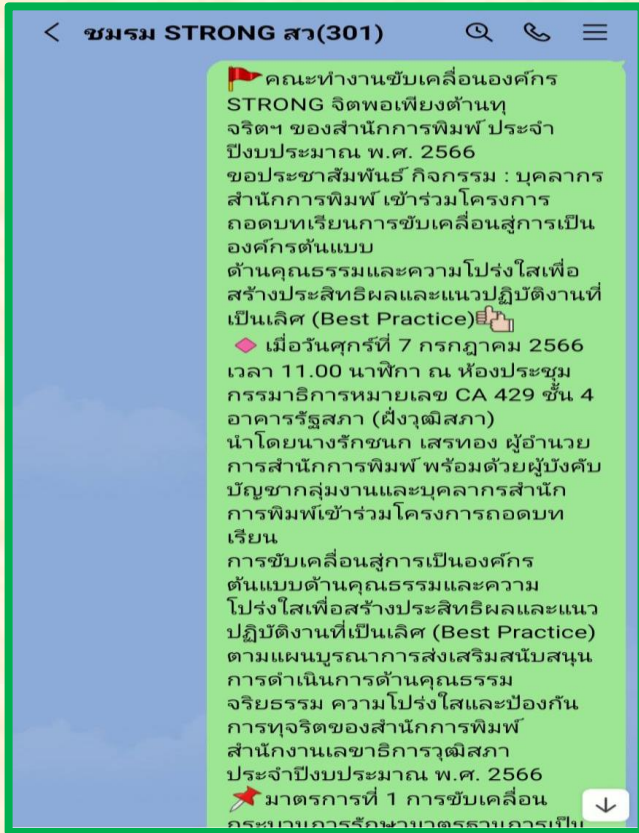 ชมรม STRONG สว(301)
🚩คณะทำงานขับเคลื่อนองค์กร
STRONG จิตพอเพียงต้านทุ
จริตฯ ของสำนักการพิมพ์ ประจำ
ปีงบประมาณ พ.ศ. 2566
ขอประชาสัมพันธ์ กิจกรรม : บุคลากร
สำนักการพิมพ์ เข้าร่วมโครงการ
ถอดบทเรียนการขับเคลื่อนสู่การเป็น
องค์กรต้นแบบ
ด้านคุณธรรมและความโปร่งใสเพื่อ
สร้างประสิทธิผลและแนวปฏิบัติงานที่
เป็นเลิศ (Best Practice)
เมื่อวันศุกร์ที่ 7 กรกฎาคม 2566
เวลา 11.00 นาฬิกา ณ ห้องประชุม
กรรมาธิการหมายเลข CA 429 ชั้น 4
อาคารรัฐสภา (ฝั่งวุฒิสภา)
นำโดยนางรักชนก เสรทอง ผู้อำนวย
การสำนักการพิมพ์ พร้อมด้วยผู้บังคับ
บัญชากลุ่มงานและบุคลากรสำนัก
การพิมพ์เข้าร่วมโครงการถอดบท
เรียน
การขับเคลื่อนสู่การเป็นองค์กร
ต้นแบบด้านคุณธรรมและความ
โปร่งใสเพื่อสร้างประสิทธิผลและแนว
ปฏิบัติงานที่เป็นเลิศ (Best Practice)
ตามแผนบูรณาการส่งเสริมสนับสนุน
การดำเนินการด้านคุณธรรม
จริยธรรม ความโปร่งใสและป้องกัน
การทุจริตของสำนักการพิมพ์
สำนักงานเลขาธิการวุฒิสภา
ประจำปีงบประมาณ พ.ศ. 2566
📌มาตรการที่ 1 การขับเคลื่อน
กระบวนการรักษามาตรฐานการเป็น